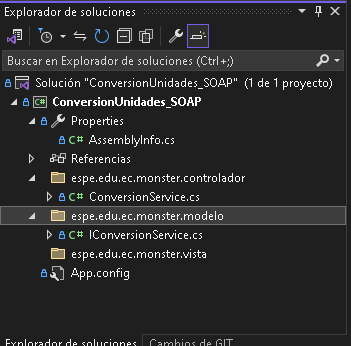 Explorador de soluciones
Buscar en Explorador de soluciones (Ctrl+;)
Solución "ConversionUnidades_SOAP" (1 de 1 proyecto)
ConversionUnidades_SOAP
Properties
AssemblyInfo.cs
Referencias
espe.edu.ec.monster.controlador
ConversionService.cs
espe.edu.ec.monster.modelo
IConversionService.cs
espe.edu.ec.monster.vista
App.config
Explorador de soluciones Cambios de GIT